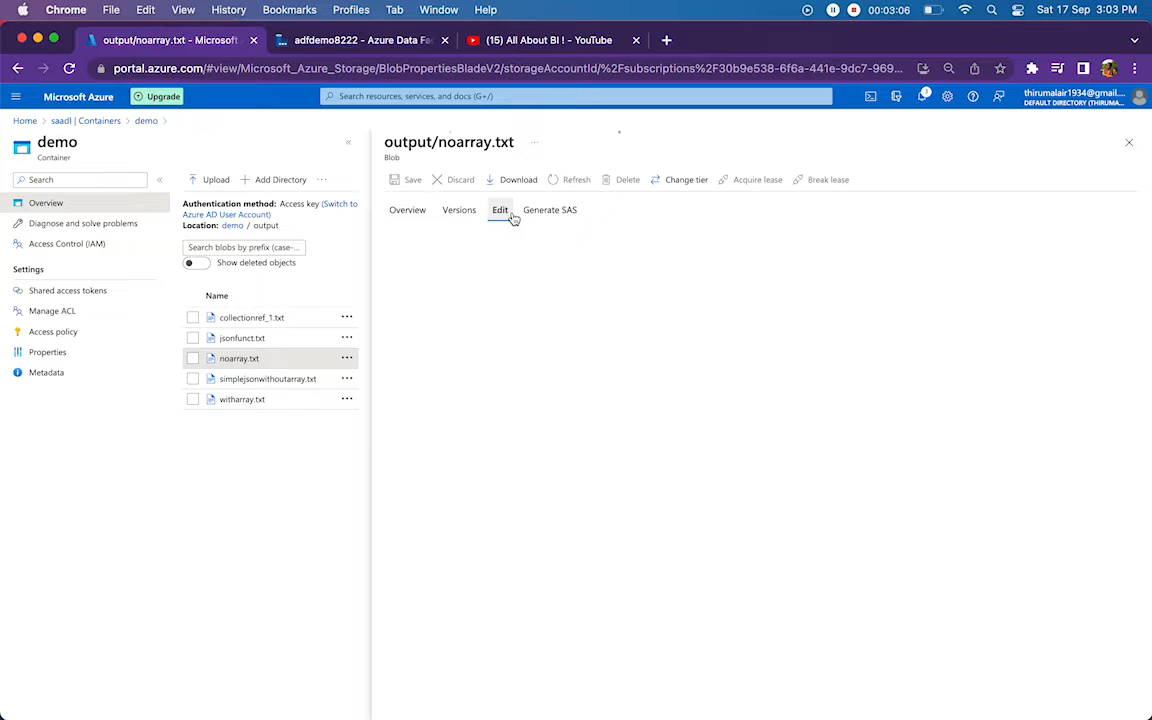 Chrome File Edit View History Bookmarks Profiles Tab Window Help 00:03:06 Sat 17 Sep 3:03 PM
output/noarray.txt - Microsoft adfdemo8222 - Azure Data Fa (15) All About BI ! - YouTube
portal.azure.com/#view/Microsoft_Azure_Storage/BlobPropertiesBladeV2/storageAccountId/%2Fsubscriptions%2F30b9e538-6f6a-441e-9dc7-969...
Microsoft Azure Upgrade Search resources, services, and docs (G+/) 3 thirumalair1934@gmail....
DEFAULT DIRECTORY (THIRUMA...
Home > saadl | Containers > demo >
demo
Container
Search
Overview
Diagnose and solve problems
Access Control (IAM)
Settings
Shared access tokens
Manage ACL
Access policy
Properties
Metadata
Upload Add Directory ...
Authentication method: Access key (Switch to
Azure AD User Account)
Location: demo / output
Search blobs by prefix (case-...
Show deleted objects
Name
collectionref_1.txt ...
jsonfunct.txt ...
noarray.txt ...
simplejsonwithoutarray.txt ...
witharray.txt ...
output/noarray.txt ...
Blob
Save Discard Download Refresh Delete Change tier Acquire lease Break lease
Overview Versions Edit Generate SAS